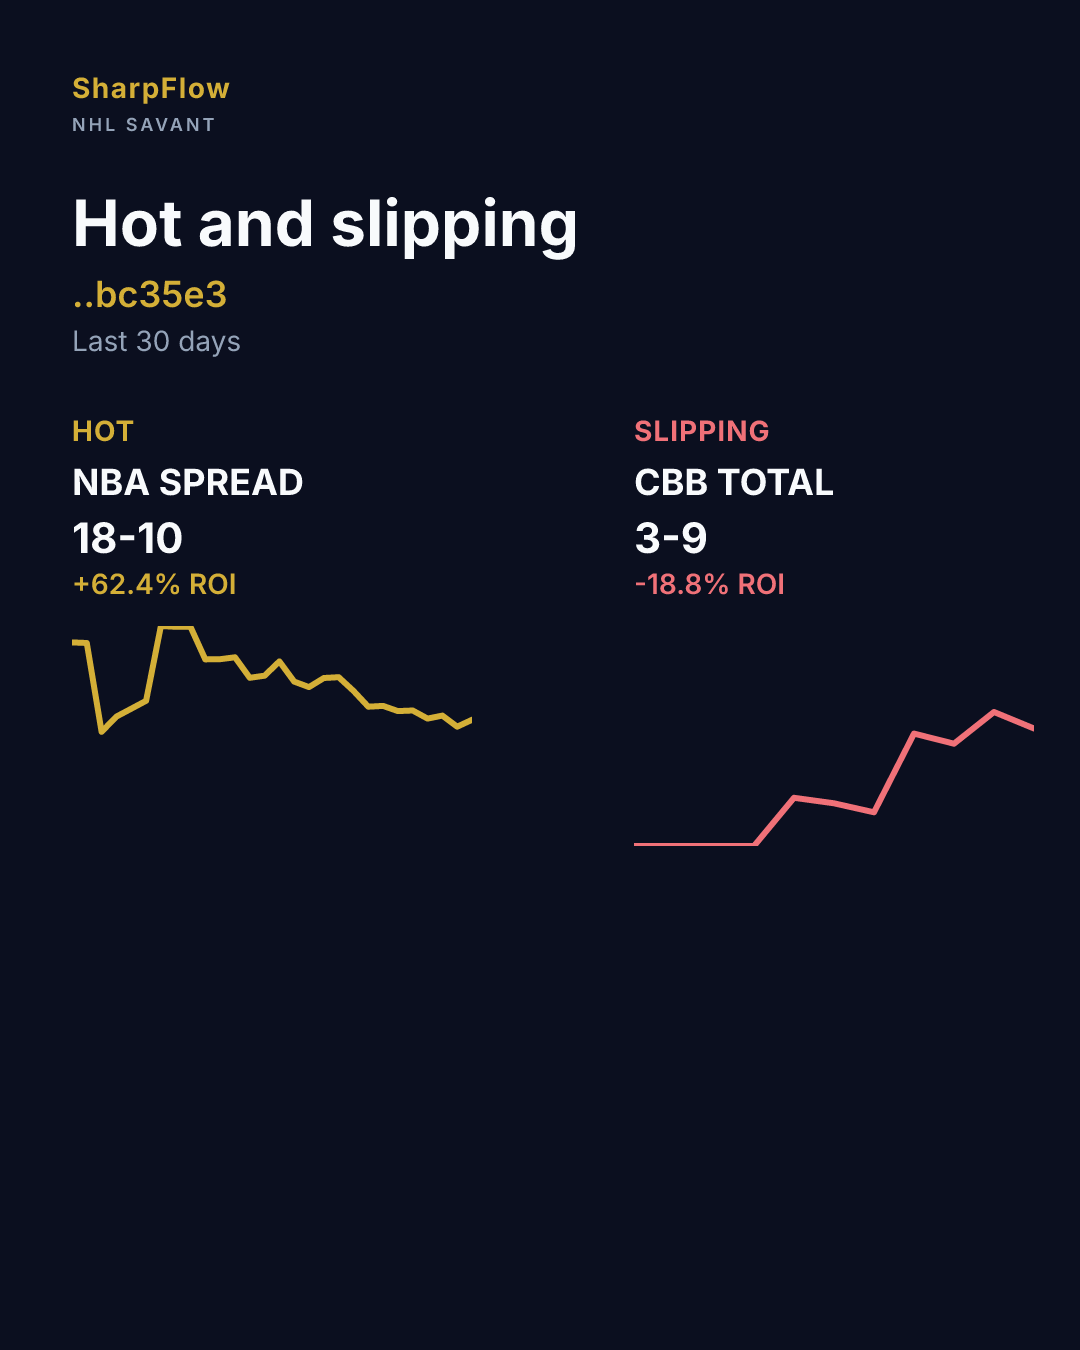 SharpFlow
NHL SAVANT
Hot and slipping
..bc35e3
Last 30 days
HOT
NBA SPREAD
18-10
+62.4% ROI
SLIPPING
CBB TOTAL
3-9
-18.8% ROI